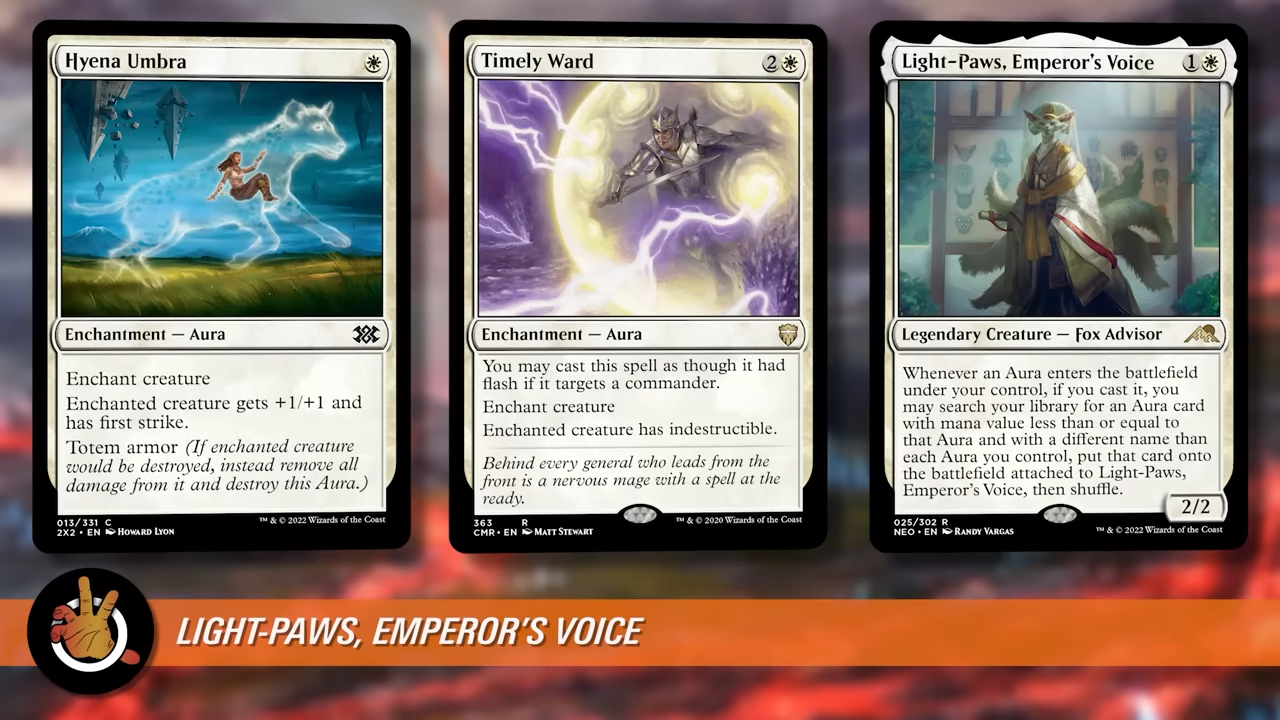 Hyena Umbra
Enchantment — Aura
Enchant creature
Enchanted creature gets +1/+1 and
has first strike.
Totem armor (If enchanted creature
would be destroyed, instead remove all
damage from it and destroy this Aura.)
013/331 C
2X2 • EN Howard Lyon
™ & © 2022 Wizards of the Coast
Timely Ward
2
Enchantment — Aura
You may cast this spell as though it had
flash if it targets a commander.
Enchant creature
Enchanted creature has indestructible.
Behind every general who leads from the
front is a nervous mage with a spell at the
ready.
363 R
CMR • EN Matt Stewart
™ & © 2020 Wizards of the Coast
Light-Paws, Emperor's Voice
1
Legendary Creature — Fox Advisor
Whenever an Aura enters the battlefield
under your control, if you cast it, you
may search your library for an Aura card
with mana value less than or equal to
that Aura and with a different name than
each Aura you control, put that card onto
the battlefield attached to Light-Paws,
Emperor's Voice, then shuffle.
2/2
025/302 R
NEO • EN Randy Vargas
™ & © 2022 Wizards of the Coast
LIGHT-PAWS, EMPEROR'S VOICE